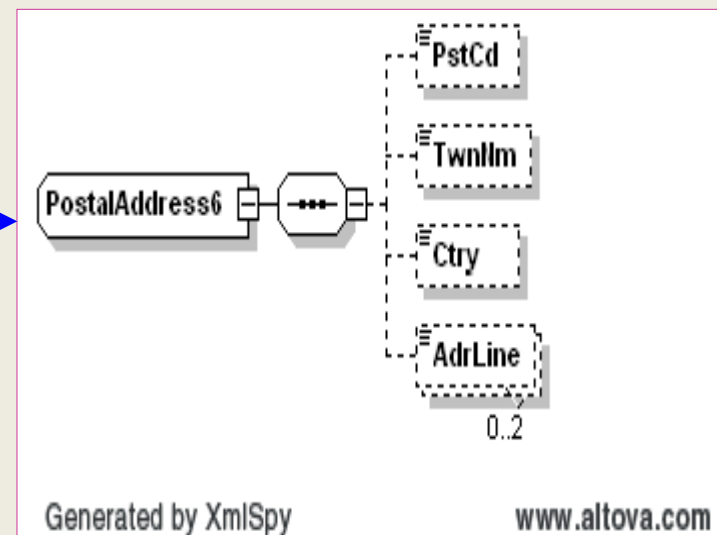 PstCd
TwnNm
PostalAddress6
Ctry
AdrLine
0..2
Generated by XmlSpy
www.altova.com